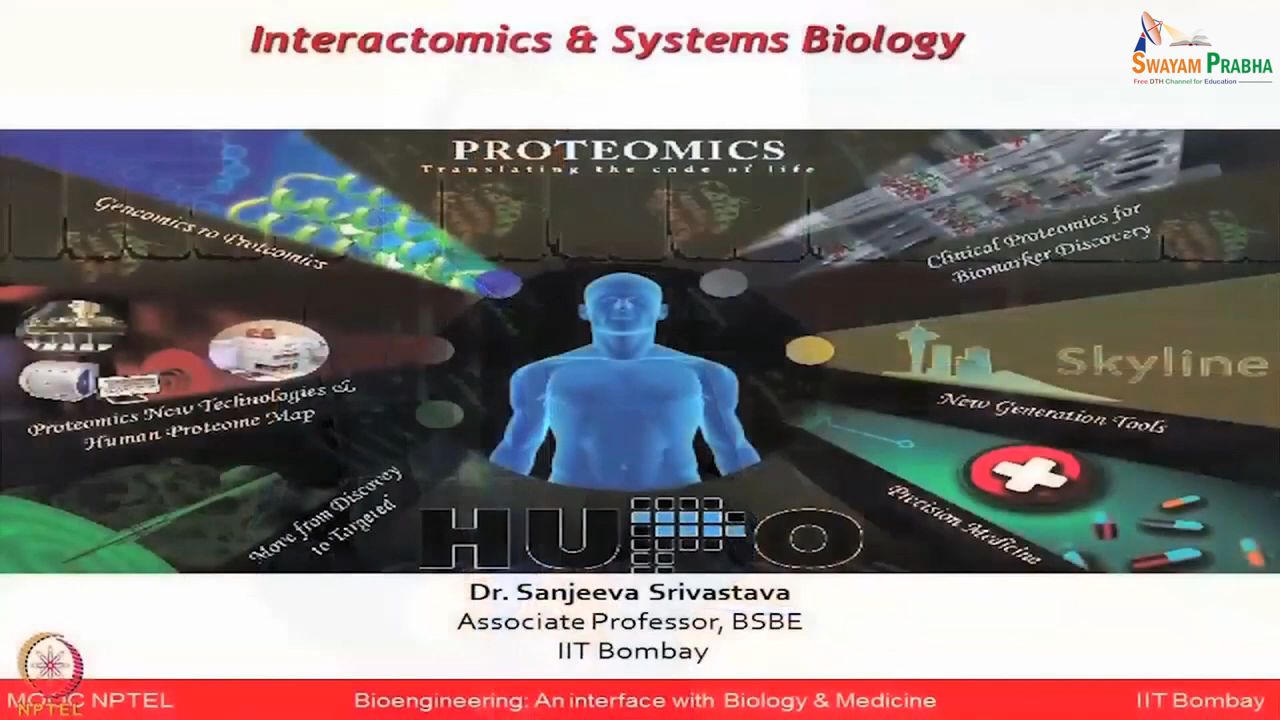 Interactomics & Systems Biology
SWAYAM PRABHA
Free DTH Channel for Education
PROTEOMICS
Translating the code of life
Gencomics to Proteomics
Clinical Proteomics for
Biomarker Discovery
Skyline
New Generation Tools
Proteomics New Technologies &
Human Proteome Map
Move from Discovery
to Targeted
Precision Medicine
HUPO
Dr. Sanjeeva Srivastava
Associate Professor, BSBE
IIT Bombay
MOOC NPTEL
NPTEL
Bioengineering: An interface with Biology & Medicine
IIT Bombay